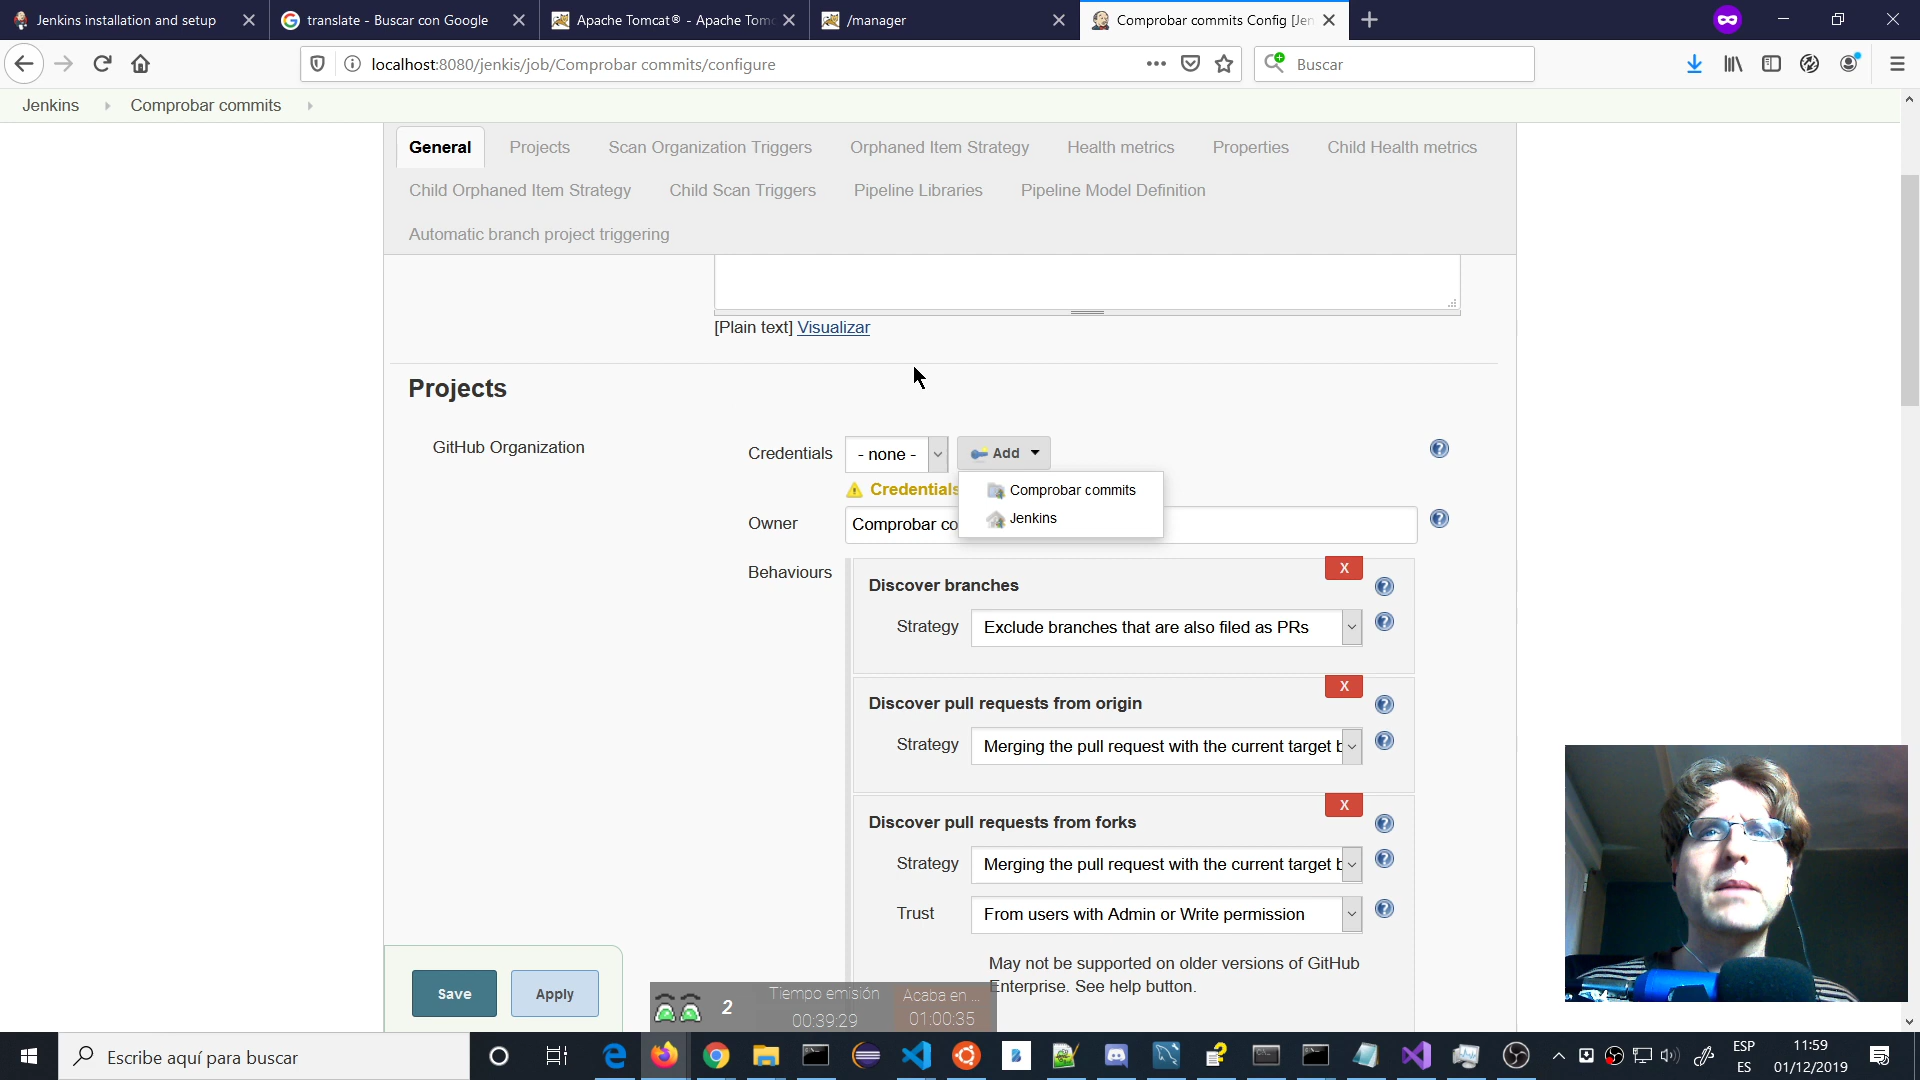 Jenkins installation and setup
translate - Buscar con Google
Apache Tomcat® - Apache Tom
/manager
Comprobar commits Config [Jen
localhost:8080/jenkis/job/Comprobar commits/configure
Buscar
Jenkins
Comprobar commits
General
Projects
Scan Organization Triggers
Orphaned Item Strategy
Health metrics
Properties
Child Health metrics
Child Orphaned Item Strategy
Child Scan Triggers
Pipeline Libraries
Pipeline Model Definition
Automatic branch project triggering
[Plain text] Visualizar
Projects
GitHub Organization
Credentials
- none -
Add
Credentials
Comprobar commits
Jenkins
Owner
Comprobar co
Behaviours
X
Discover branches
Strategy
Exclude branches that are also filed as PRs
X
Discover pull requests from origin
Strategy
Merging the pull request with the current target b
X
Discover pull requests from forks
Strategy
Merging the pull request with the current target b
Trust
From users with Admin or Write permission
May not be supported on older versions of GitHub
Enterprise. See help button.
Save
Apply
2
Tiempo emisión
00:39:29
Acaba en ...
01:00:35
Escribe aquí para buscar
ESP
ES
11:59
01/12/2019